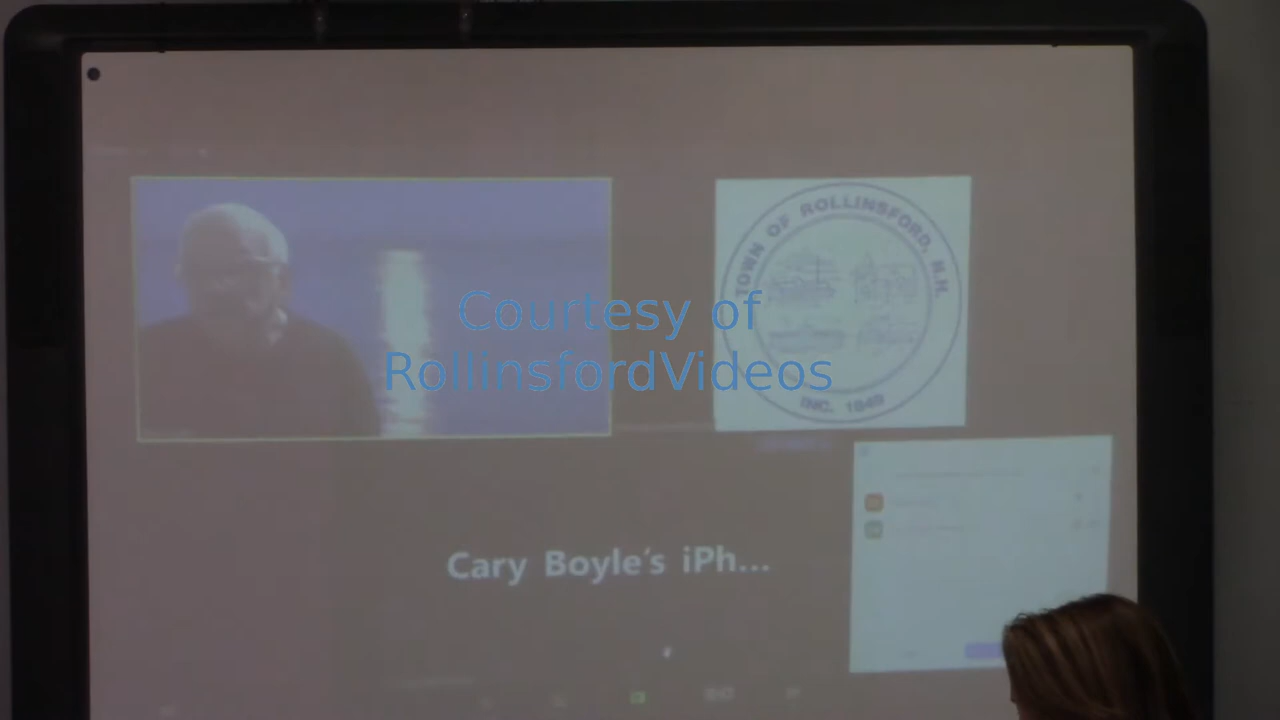 TOWN OF ROLLINSFORD, N.H.
INC. 1849
Courtesy of
RollinsfordVideos
Cary Boyle's iPh...